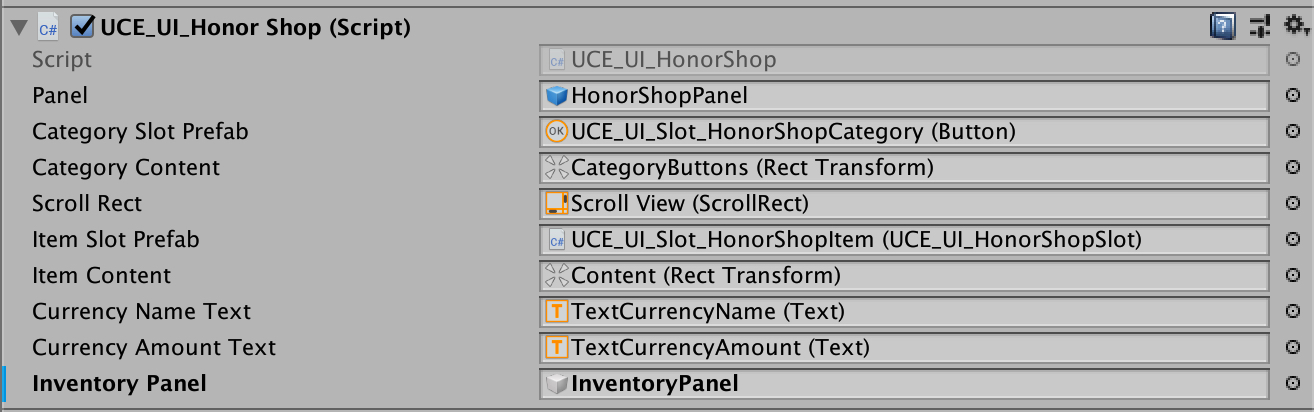 UCE_UI_Honor Shop (Script)
Script UCE_UI_HonorShop
Panel HonorShopPanel
Category Slot Prefab UCE_UI_Slot_HonorShopCategory (Button)
Category Content CategoryButtons (Rect Transform)
Scroll Rect Scroll View (ScrollRect)
Item Slot Prefab UCE_UI_Slot_HonorShopItem (UCE_UI_HonorShopSlot)
Item Content Content (Rect Transform)
Currency Name Text TextCurrencyName (Text)
Currency Amount Text TextCurrencyAmount (Text)
Inventory Panel InventoryPanel